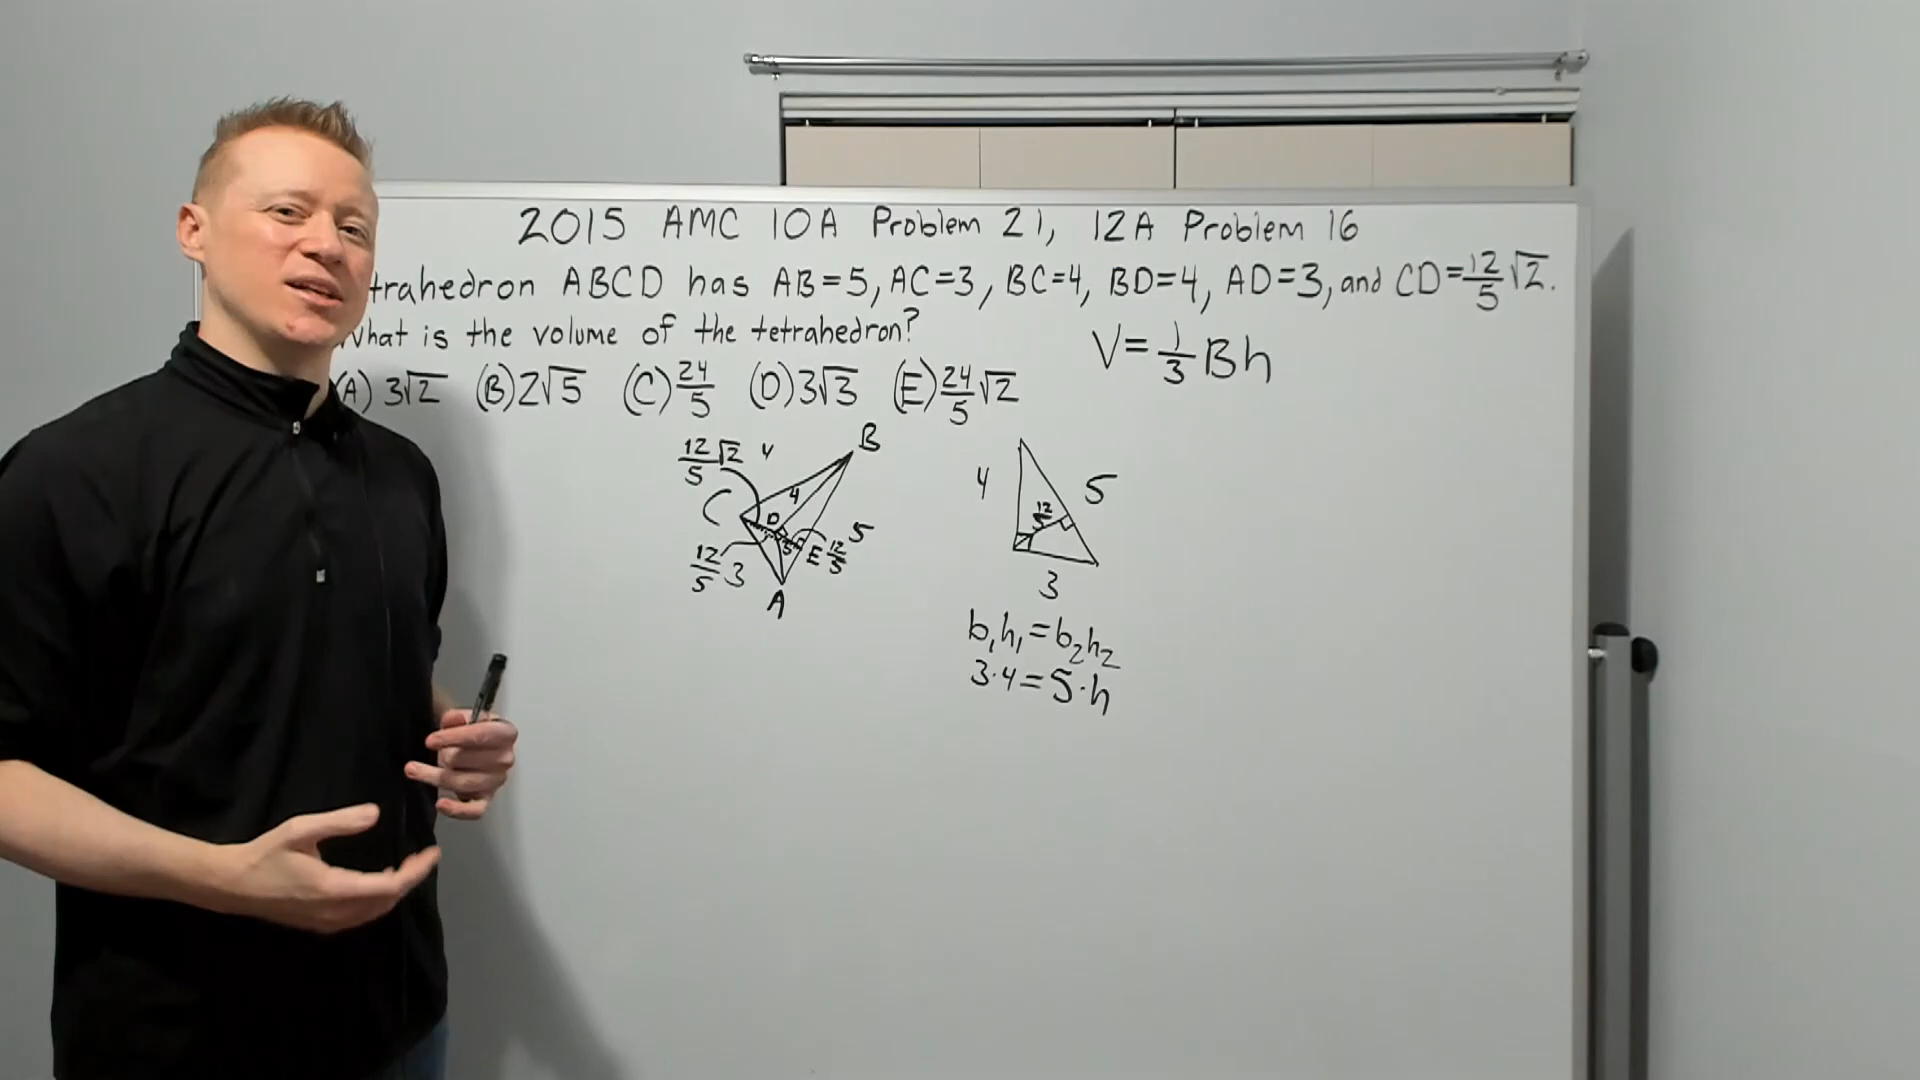 2015 AMC 10A Problem 21, 12A Problem 16
trahedron ABCD has AB=5, AC=3, BC=4, BD=4, AD=3, and CD=12/5√2.
What is the volume of the tetrahedron?
(A) 3√2 (B) 2√5 (C) 24/5 (D) 3√3 (E) 24/5√2
V=1/3Bh
12/5√2 4 B
C 4 D 5
12/5 3 E 12/5
A
4 12/5 5
3
b₁h₁=b₂h₂
3·4=5·h